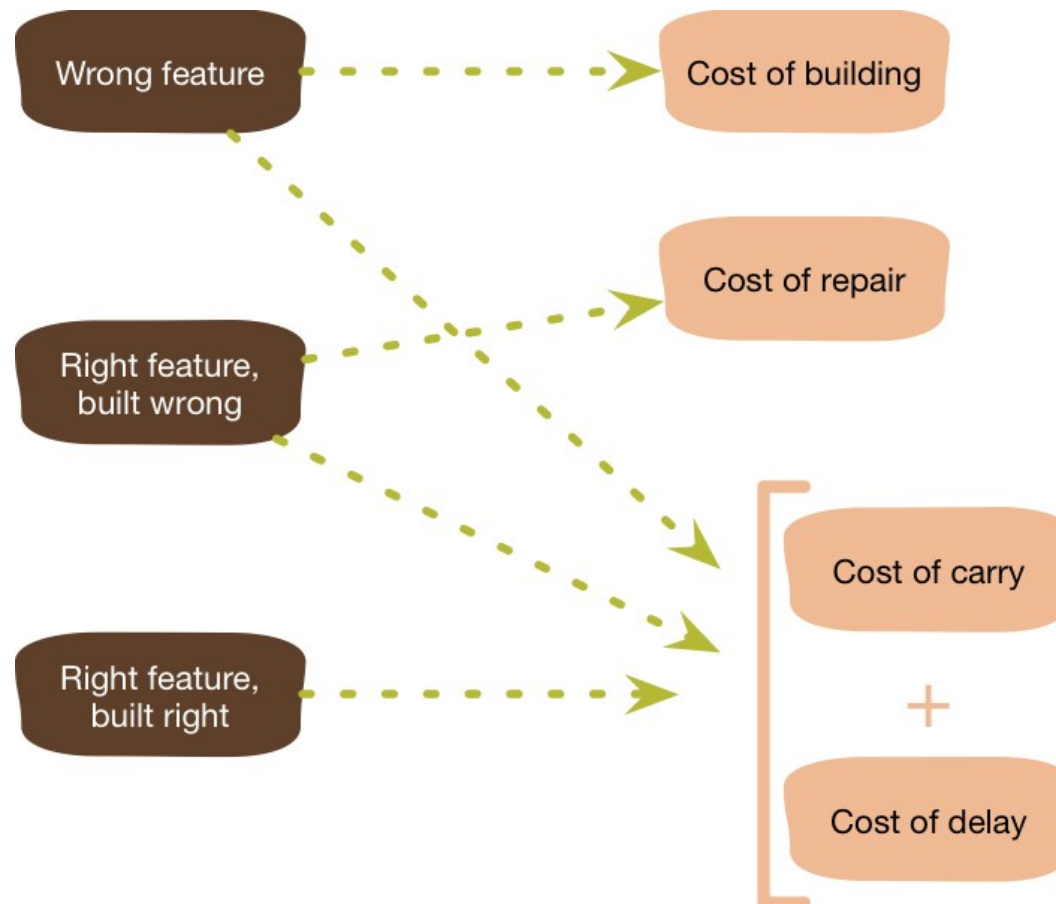 Wrong feature
Cost of building
Cost of repair
Right feature,
built wrong
Cost of carry
Right feature,
built right
+
Cost of delay